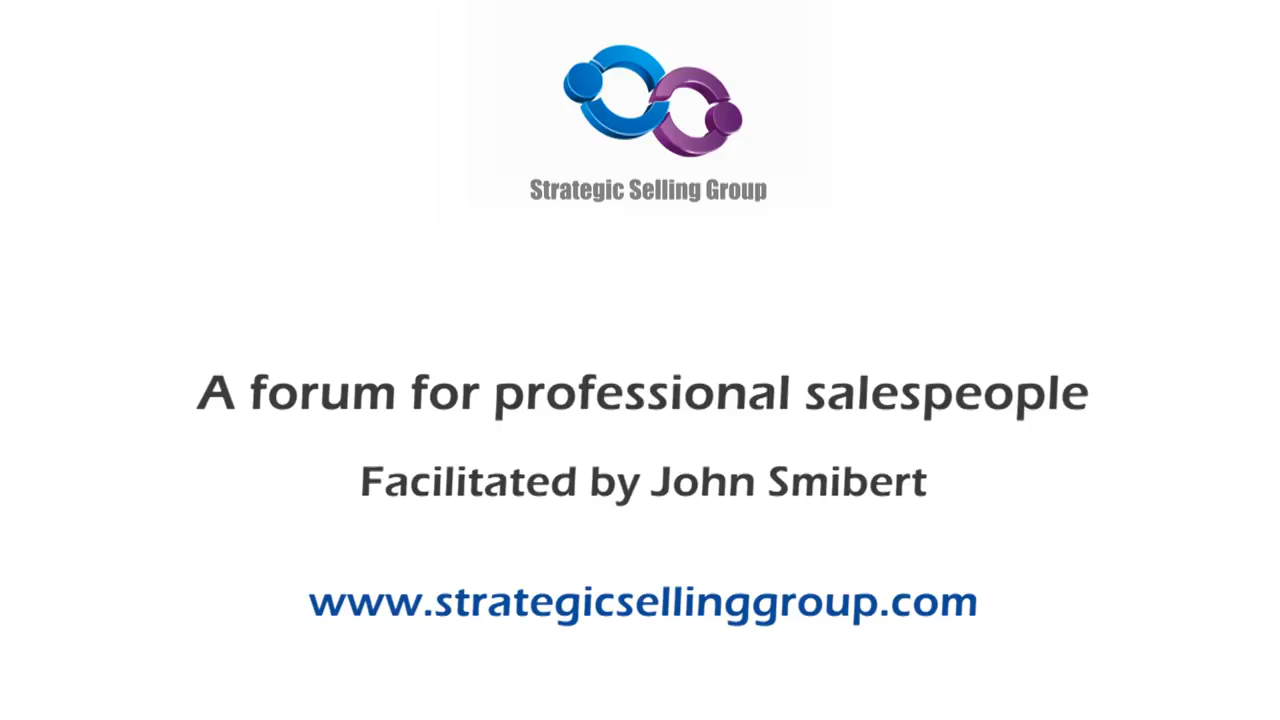 Strategic Selling Group
A forum for professional salespeople
Facilitated by John Smibert
www.strategicsellinggroup.com